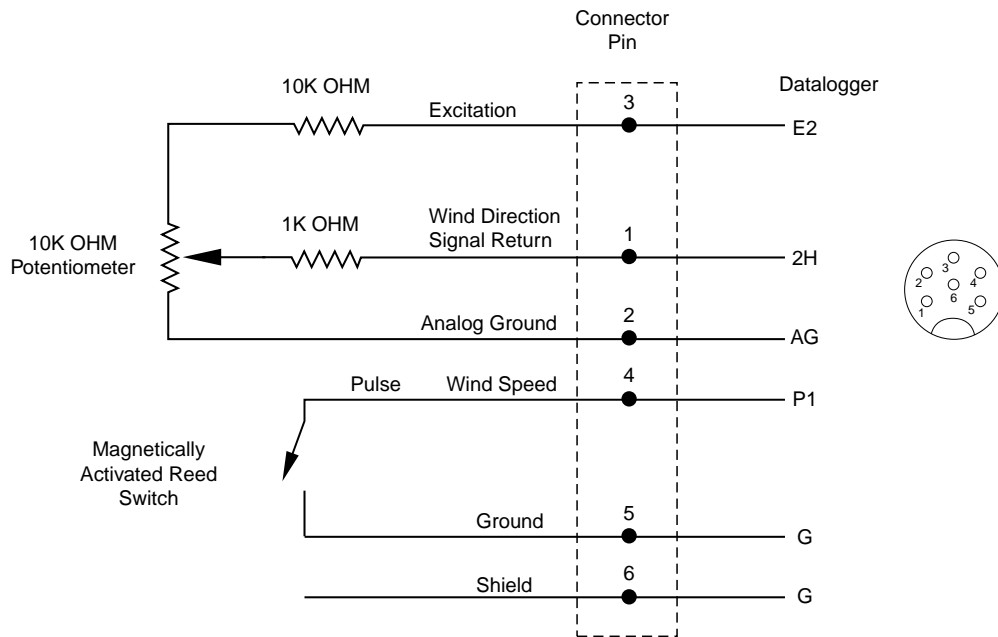 Connector
Pin
Datalogger
10K OHM
Excitation
3
E2
1K OHM
Wind Direction
Signal Return
1
2H
10K OHM
Potentiometer
Analog Ground
2
AG
Pulse
Wind Speed
4
P1
Magnetically
Activated Reed
Switch
Ground
5
G
Shield
6
G
3
2
4
6
1
5